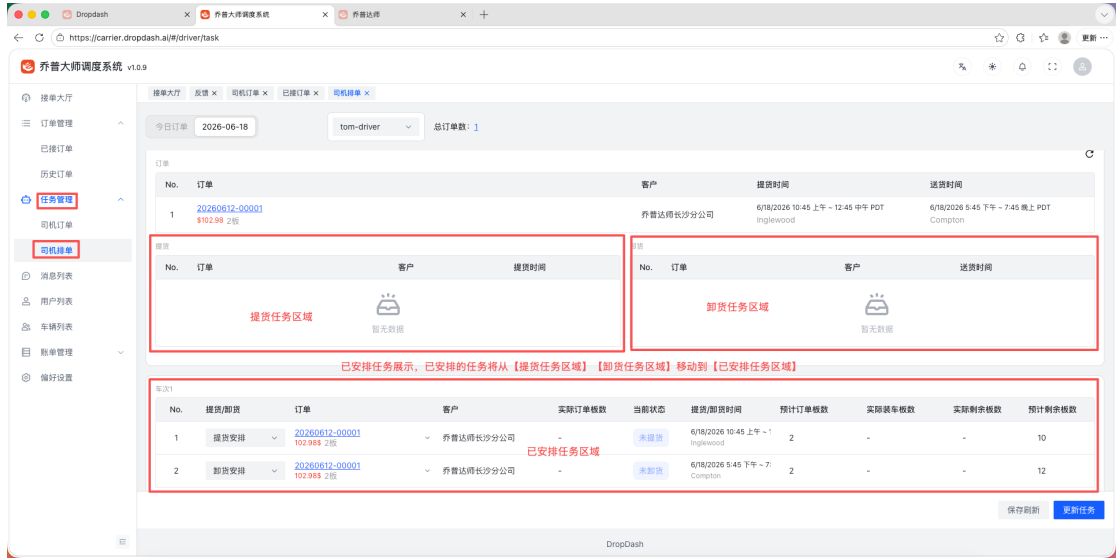 Dropdash
乔普大师调度系统
乔普达师
https://carrier.dropdash.ai/#/driver/task
更新
乔普大师调度系统 v1.0.9
接单大厅
订单管理
已接订单
历史订单
任务管理
司机订单
司机排单
消息列表
用户列表
车辆列表
账单管理
偏好设置
接单大厅 反馈 × 司机订单 × 已接订单 × 司机排单 ×
今日订单 2026-06-18 tom-driver 总订单数: 1
订单
No. 订单 客户 提货时间 送货时间
1 20260612-00001 乔普达师长沙分公司 6/18/2026 10:45 上午 ~ 12:45 中午 PDT 6/18/2026 5:45 下午 ~ 7:45 晚上 PDT
$102.98 2板 Inglewood Compton
提货
No. 订单 客户 提货时间
提货任务区域
暂无数据
卸货
No. 订单 客户 送货时间
卸货任务区域
暂无数据
已安排任务展示，已安排的任务将从【提货任务区域】【卸货任务区域】移动到【已安排任务区域】
车次1
No. 提货/卸货 订单 客户 实际订单板数 当前状态 提货/卸货时间 预计订单板数 实际装车板数 实际剩余板数 预计剩余板数
1 提货安排 20260612-00001 乔普达师长沙分公司 - 未提货 6/18/2026 10:45 上午 ~ 2 - - 10
102.98$ 2板 Inglewood
已安排任务区域
2 卸货安排 20260612-00001 乔普达师长沙分公司 - 未卸货 6/18/2026 5:45 下午 ~ 7: 2 - - 12
102.98$ 2板 Compton
保存刷新 更新任务
DropDash